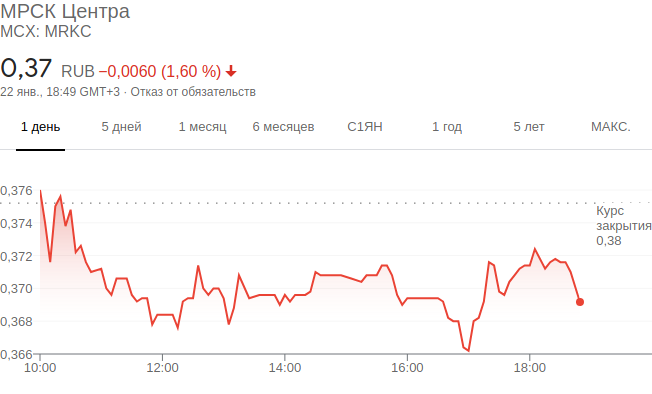 МРСК Центра
MCX: MRKC
0,37 RUB −0,0060 (1,60 %)
22 янв., 18:49 GMT+3 · Отказ от обязательств
1 день 5 дней 1 месяц 6 месяцев С1ЯН 1 год 5 лет МАКС.
0,376
0,374
0,372
0,370
0,368
0,366
Курс
закрытия
0,38
10:00 12:00 14:00 16:00 18:00